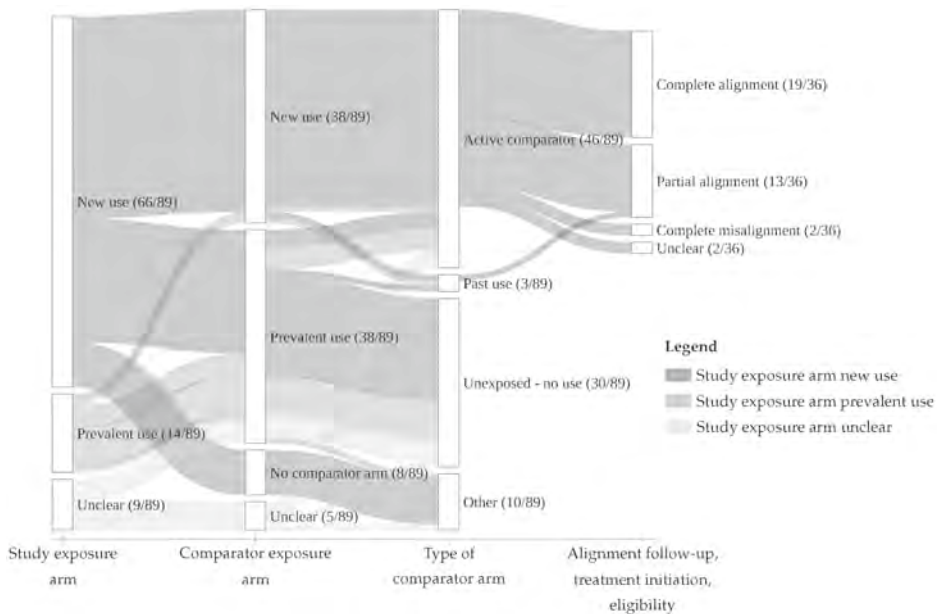 New use (66/89)
Prevalent use (14/89)
Unclear (9/89)
New use (38/89)
Prevalent use (38/89)
No comparator arm (8/89)
Unclear (5/89)
Active comparator (46/89)
Past use (3/89)
Unexposed - no use (30/89)
Other (10/89)
Complete alignment (19/36)
Partial alignment (13/36)
Complete misalignment (2/36)
Unclear (2/36)
Legend
Study exposure arm new use
Study exposure arm prevalent use
Study exposure arm unclear
Study exposure
arm
Comparator exposure
arm
Type of
comparator arm
Alignment follow-up,
treatment initiation,
eligibility